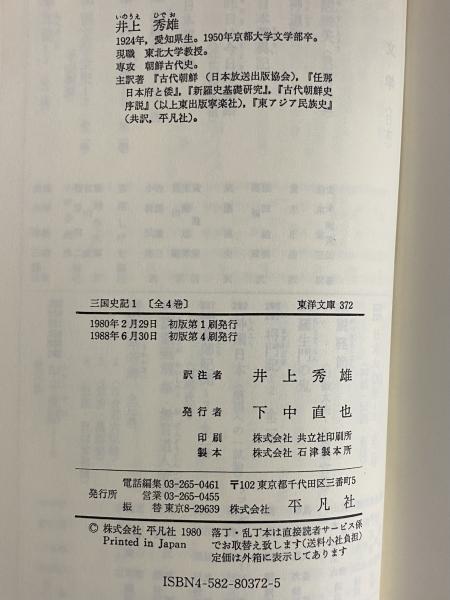 いのうえ ひでお
井上 秀雄
1924年,愛知県生。1950年京都大学文学部卒。
現職 東北大学教授。
専攻 朝鮮古代史。
主訳著 『古代朝鮮』(日本放送出版協会),『任那
日本府と倭』,『新羅史基礎研究』,『古代朝鮮史
序説』(以上東出版寧楽社),『東アジア民族史』
(共訳,平凡社)。
三国史記1 〔全4巻〕 東洋文庫 372
1980年2月29日 初版第1刷発行
1988年6月30日 初版第4刷発行
訳注者 井上秀雄
発行者 下中直也
印刷 株式会社 共立社印刷所
製本 株式会社 石津製本所
電話編集 03-265-0461 〒102 東京都千代田区三番町5
発行所 営業 03-265-0455
振替 東京8-29639 株式会社 平凡社
© 株式会社 平凡社 1980 落丁・乱丁本は直接読者サービス係
Printed in Japan でお取替え致します(送料小社負担)
定価は外箱に表示してあります
ISBN4-582-80372-5